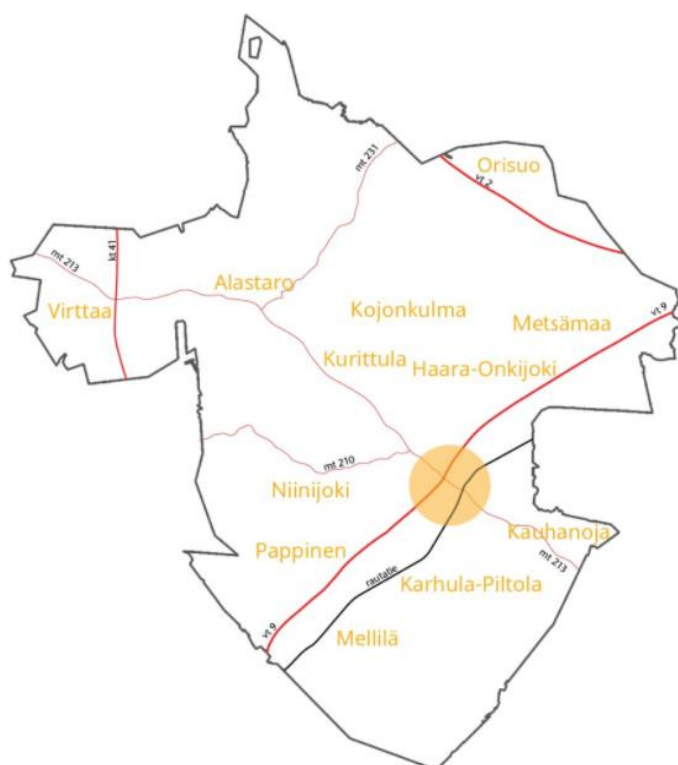 mt 231
Orisuo
vt 2
kt 41
mt 213
Alastaro
Virttaa
Kojonkulma
vt 9
Metsämaa
Kurittula
Haara-Onkijoki
mt 210
Niinijoki
Kauhanoja
Pappinen
mt 213
rautatie
Karhula-Piltola
vt 9
Mellilä